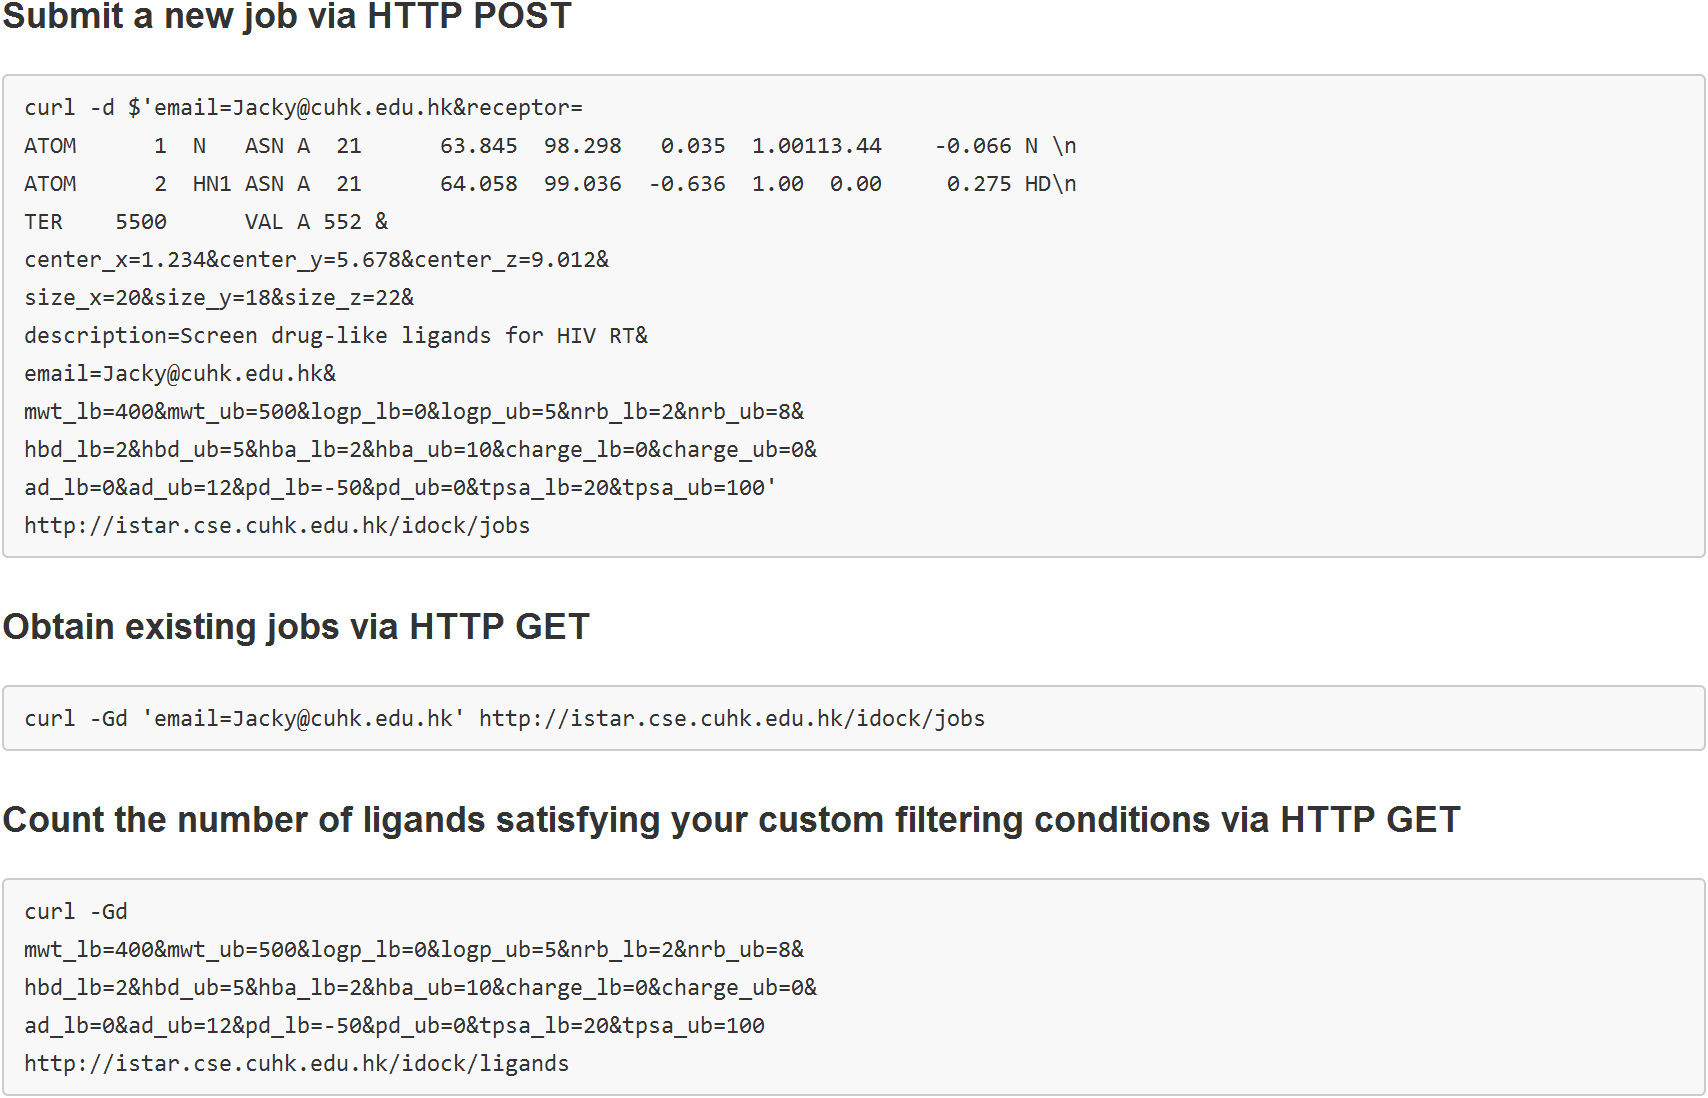 Submit a new job via HTTP POST
curl -d $'email=Jacky@cuhk.edu.hk&receptor=
ATOM      1  N   ASN A  21      63.845  98.298   0.035  1.00113.44    -0.066 N \n
ATOM      2  HN1 ASN A  21      64.058  99.036  -0.636  1.00  0.00     0.275 HD\n
TER    5500      VAL A 552 &
center_x=1.234&center_y=5.678&center_z=9.012&
size_x=20&size_y=18&size_z=22&
description=Screen drug-like ligands for HIV RT&
email=Jacky@cuhk.edu.hk&
mwt_lb=400&mwt_ub=500&logp_lb=0&logp_ub=5&nrb_lb=2&nrb_ub=8&
hbd_lb=2&hbd_ub=5&hba_lb=2&hba_ub=10&charge_lb=0&charge_ub=0&
ad_lb=0&ad_ub=12&pd_lb=-50&pd_ub=0&tpsa_lb=20&tpsa_ub=100'
http://istar.cse.cuhk.edu.hk/idock/jobs
Obtain existing jobs via HTTP GET
curl -Gd 'email=Jacky@cuhk.edu.hk' http://istar.cse.cuhk.edu.hk/idock/jobs
Count the number of ligands satisfying your custom filtering conditions via HTTP GET
curl -Gd
mwt_lb=400&mwt_ub=500&logp_lb=0&logp_ub=5&nrb_lb=2&nrb_ub=8&
hbd_lb=2&hbd_ub=5&hba_lb=2&hba_ub=10&charge_lb=0&charge_ub=0&
ad_lb=0&ad_ub=12&pd_lb=-50&pd_ub=0&tpsa_lb=20&tpsa_ub=100
http://istar.cse.cuhk.edu.hk/idock/ligands